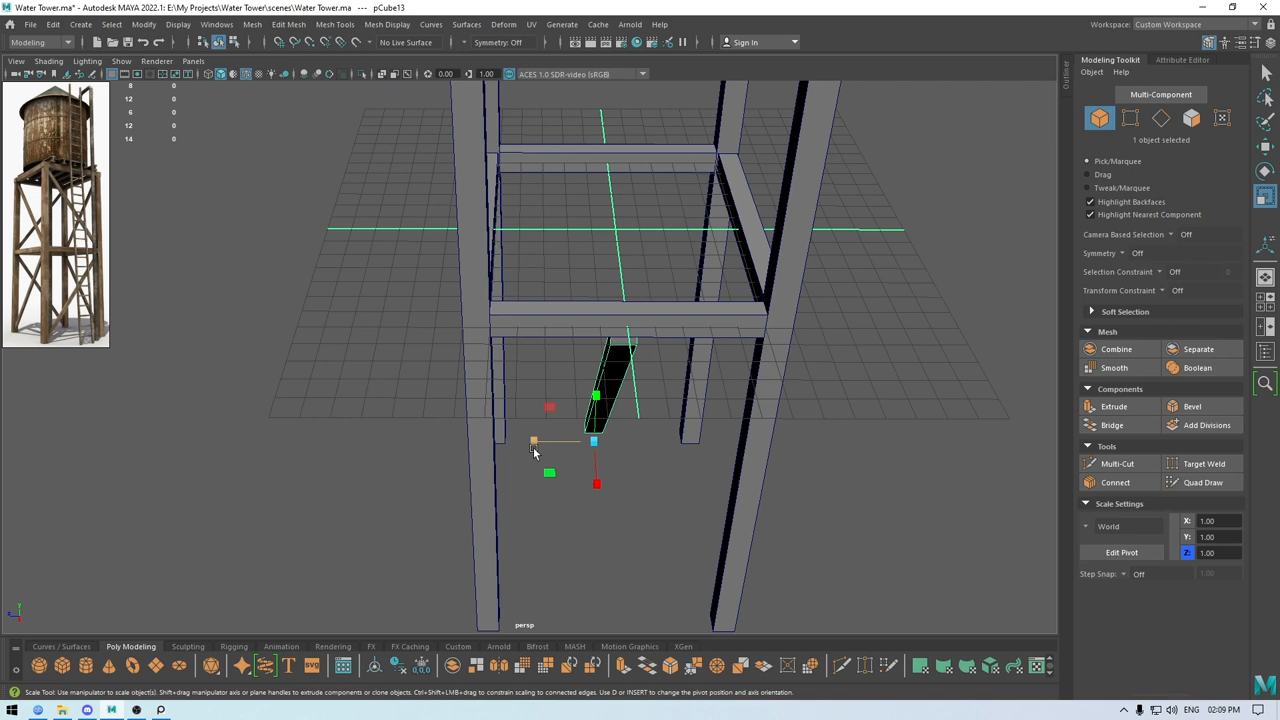 Water Tower.ma* - Autodesk MAYA 2022.1: E:\My Projects\Water Tower\scenes\Water Tower.ma --- pCube13
File Edit Create Select Modify Display Windows Mesh Edit Mesh Mesh Tools Mesh Display Curves Surfaces Deform UV Generate Cache Arnold Help
Workspace: Custom Workspace
Modeling No Live Surface Symmetry: Off Sign In
View Shading Lighting Show Renderer Panels
0.00 1.00 ACES 1.0 SDR-video (sRGB)
8 0
12 0
6 0
12 0
14 0
persp
Outliner
Modeling Toolkit Attribute Editor
Object Help
Multi-Component
1 object selected
Pick/Marquee
Drag
Tweak/Marquee
Highlight Backfaces
Highlight Nearest Component
Camera Based Selection Off
Symmetry Off
Selection Constraint Off 0
Transform Constraint Off
Soft Selection
Mesh
Combine Separate
Smooth Boolean
Components
Extrude Bevel
Bridge Add Divisions
Tools
Multi-Cut Target Weld
Connect Quad Draw
Scale Settings
World
X: 1.00
Y: 1.00
Z: 1.00
Edit Pivot
Step Snap: Off 1.00
Curves / Surfaces Poly Modeling Sculpting Rigging Animation Rendering FX FX Caching Custom Arnold Bifrost MASH Motion Graphics XGen
Scale Tool: Use manipulator to scale object(s). Shift+drag manipulator axis or plane handles to extrude components or clone objects. Ctrl+Shift+LMB+drag to constrain scaling to connected edges. Use D or INSERT to change the pivot position and axis orientation.
ENG 02:09 PM